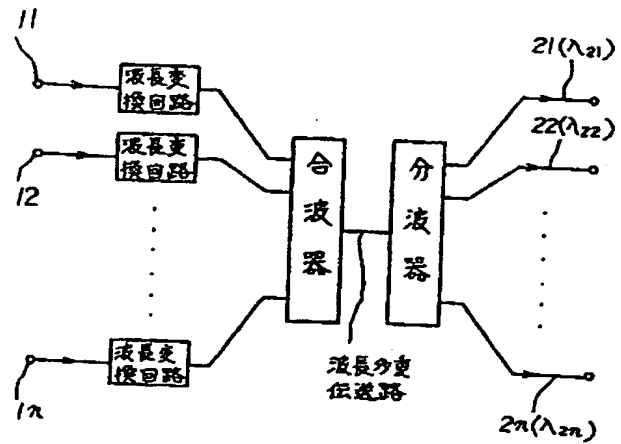 11
波長変
換回路
12
波長変
換回路
1n
波長変
換回路
合
波
器
波長多重
伝送路
分
波
器
21(λ21)
22(λ22)
2n(λ2n)